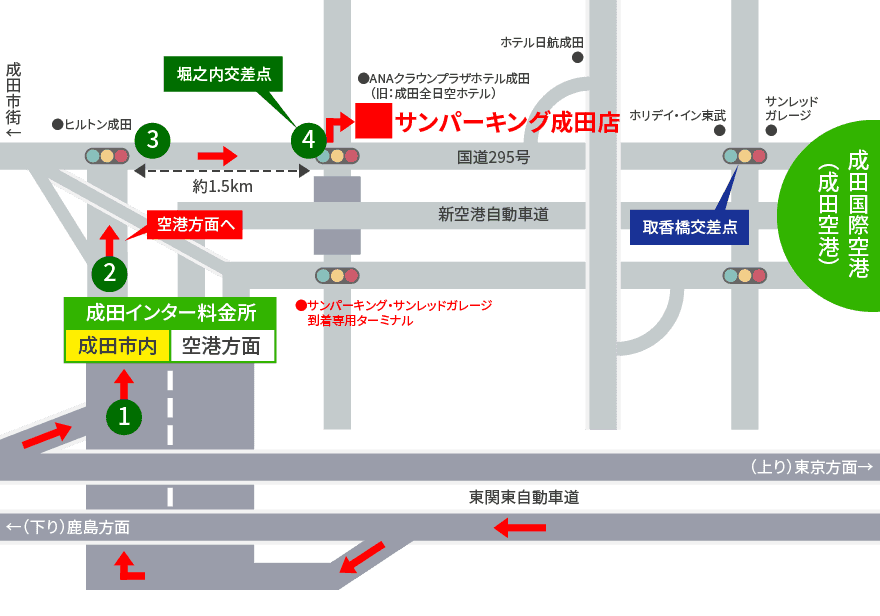 ホテル日航成田
成田市街←
堀之内交差点
●ANAクラウンプラザホテル成田
（旧：成田全日空ホテル）
サンレッド
ガレージ
ホリデイ・イン東武
●ヒルトン成田
サンパーキング成田店
3
4
国道295号
約1.5km
成田国際空港
（成田空港）
空港方面へ
新空港自動車道
取香橋交差点
2
●サンパーキング・サンレッドガレージ
到着専用ターミナル
成田インター料金所
成田市内
空港方面
1
（上り）東京方面→
東関東自動車道
←（下り）鹿島方面